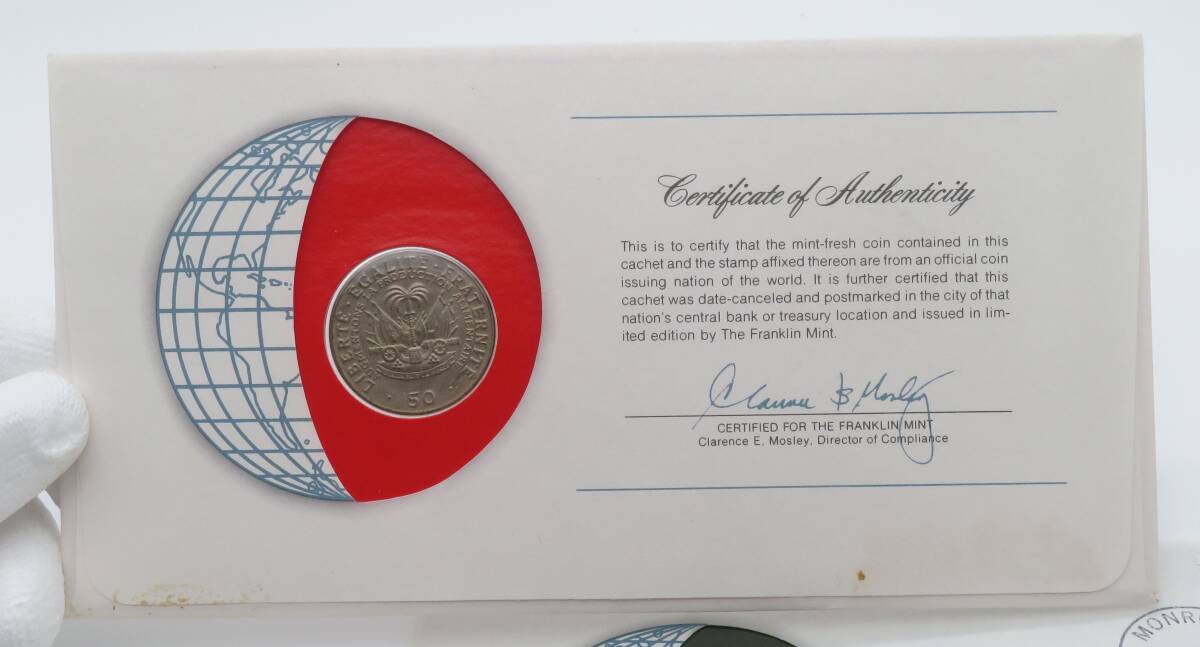 LIBERTÉ · ÉGALITÉ · FRATERNITÉ
· 50 ·
Certificate of Authenticity
This is to certify that the mint-fresh coin contained in this
cachet and the stamp affixed thereon are from an official coin
issuing nation of the world. It is further certified that this
cachet was date-canceled and postmarked in the city of that
nation's central bank or treasury location and issued in lim-
ited edition by The Franklin Mint.
CERTIFIED FOR THE FRANKLIN MINT
Clarence E. Mosley, Director of Compliance